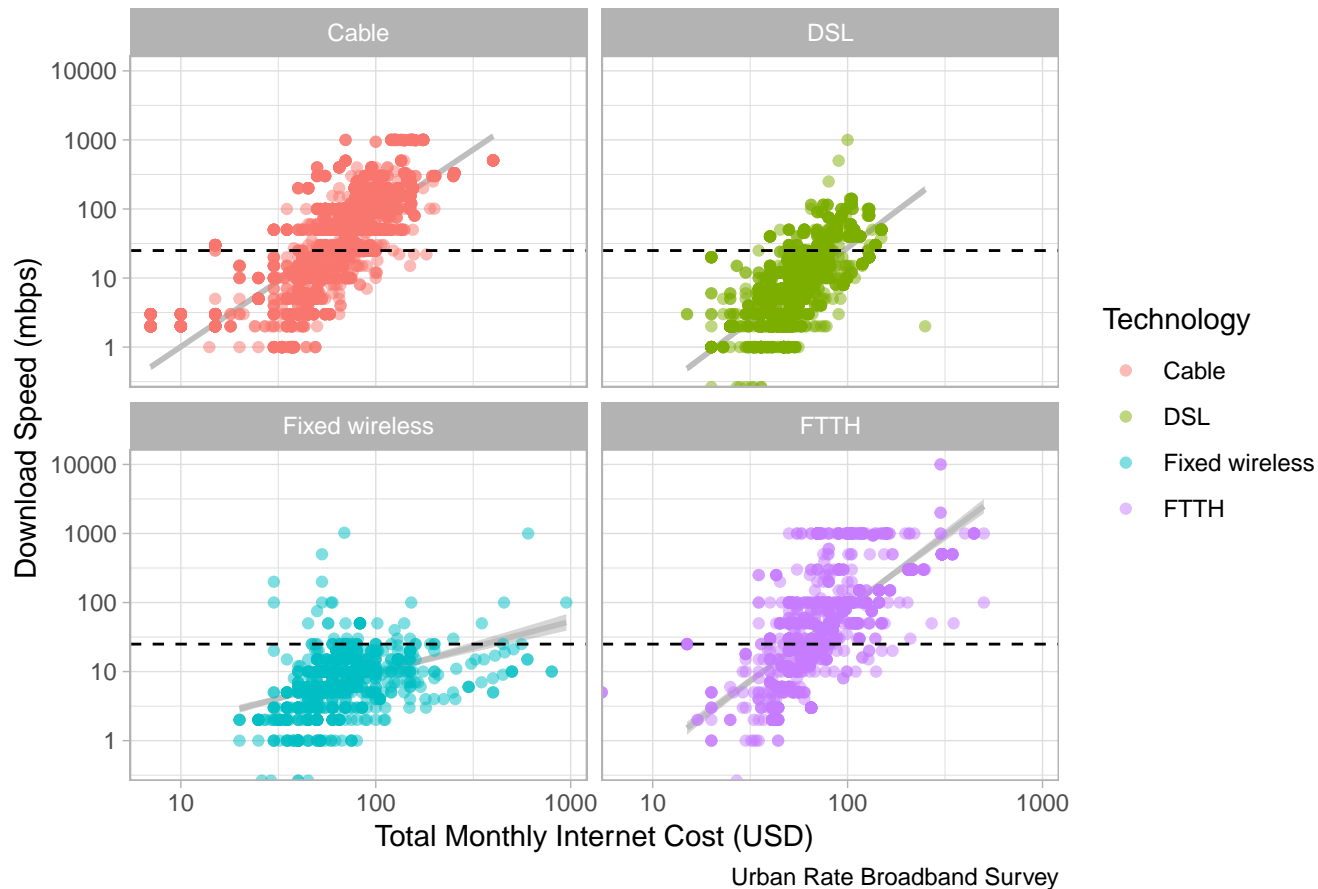 Cable
DSL
10000
1000
100
10
1
Fixed wireless
FTTH
10000
1000
100
10
1
10
100
1000
10
100
1000
Download Speed (mbps)
Total Monthly Internet Cost (USD)
Urban Rate Broadband Survey
Technology
Cable
DSL
Fixed wireless
FTTH